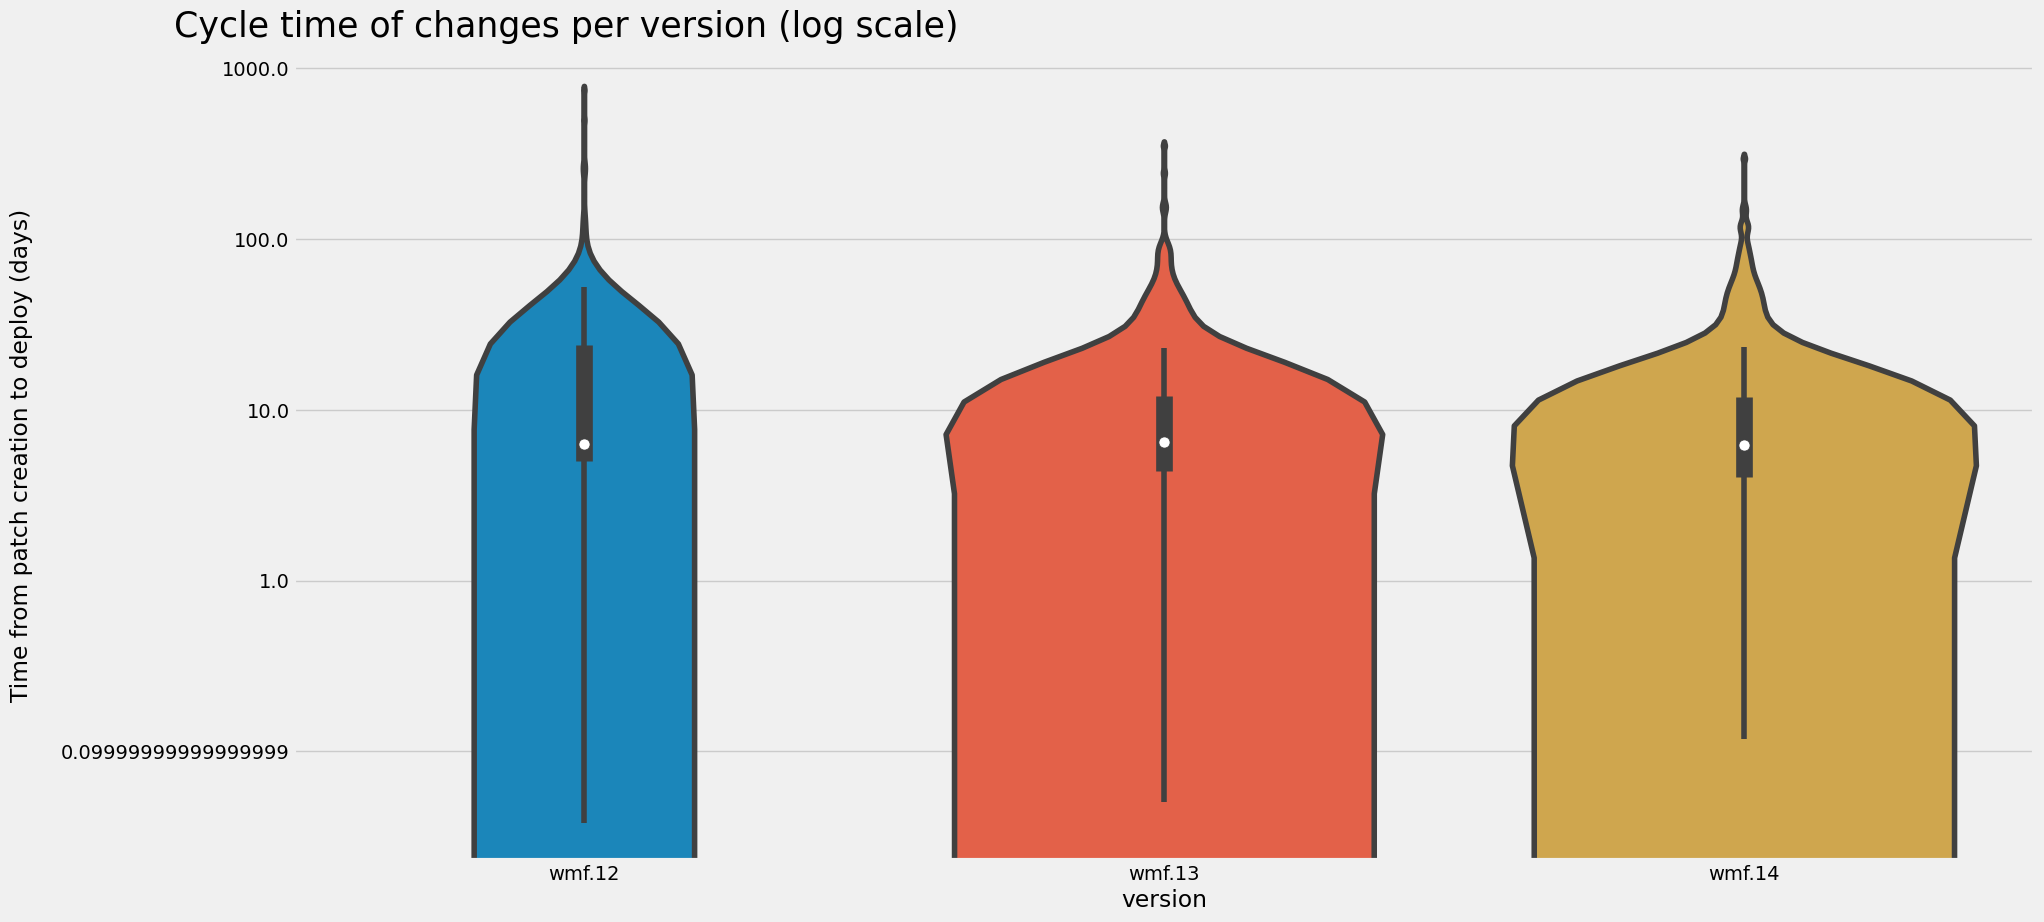 Cycle time of changes per version (log scale)
Time from patch creation to deploy (days)
1000.0
100.0
10.0
1.0
0.09999999999999999
wmf.12
wmf.13
wmf.14
version